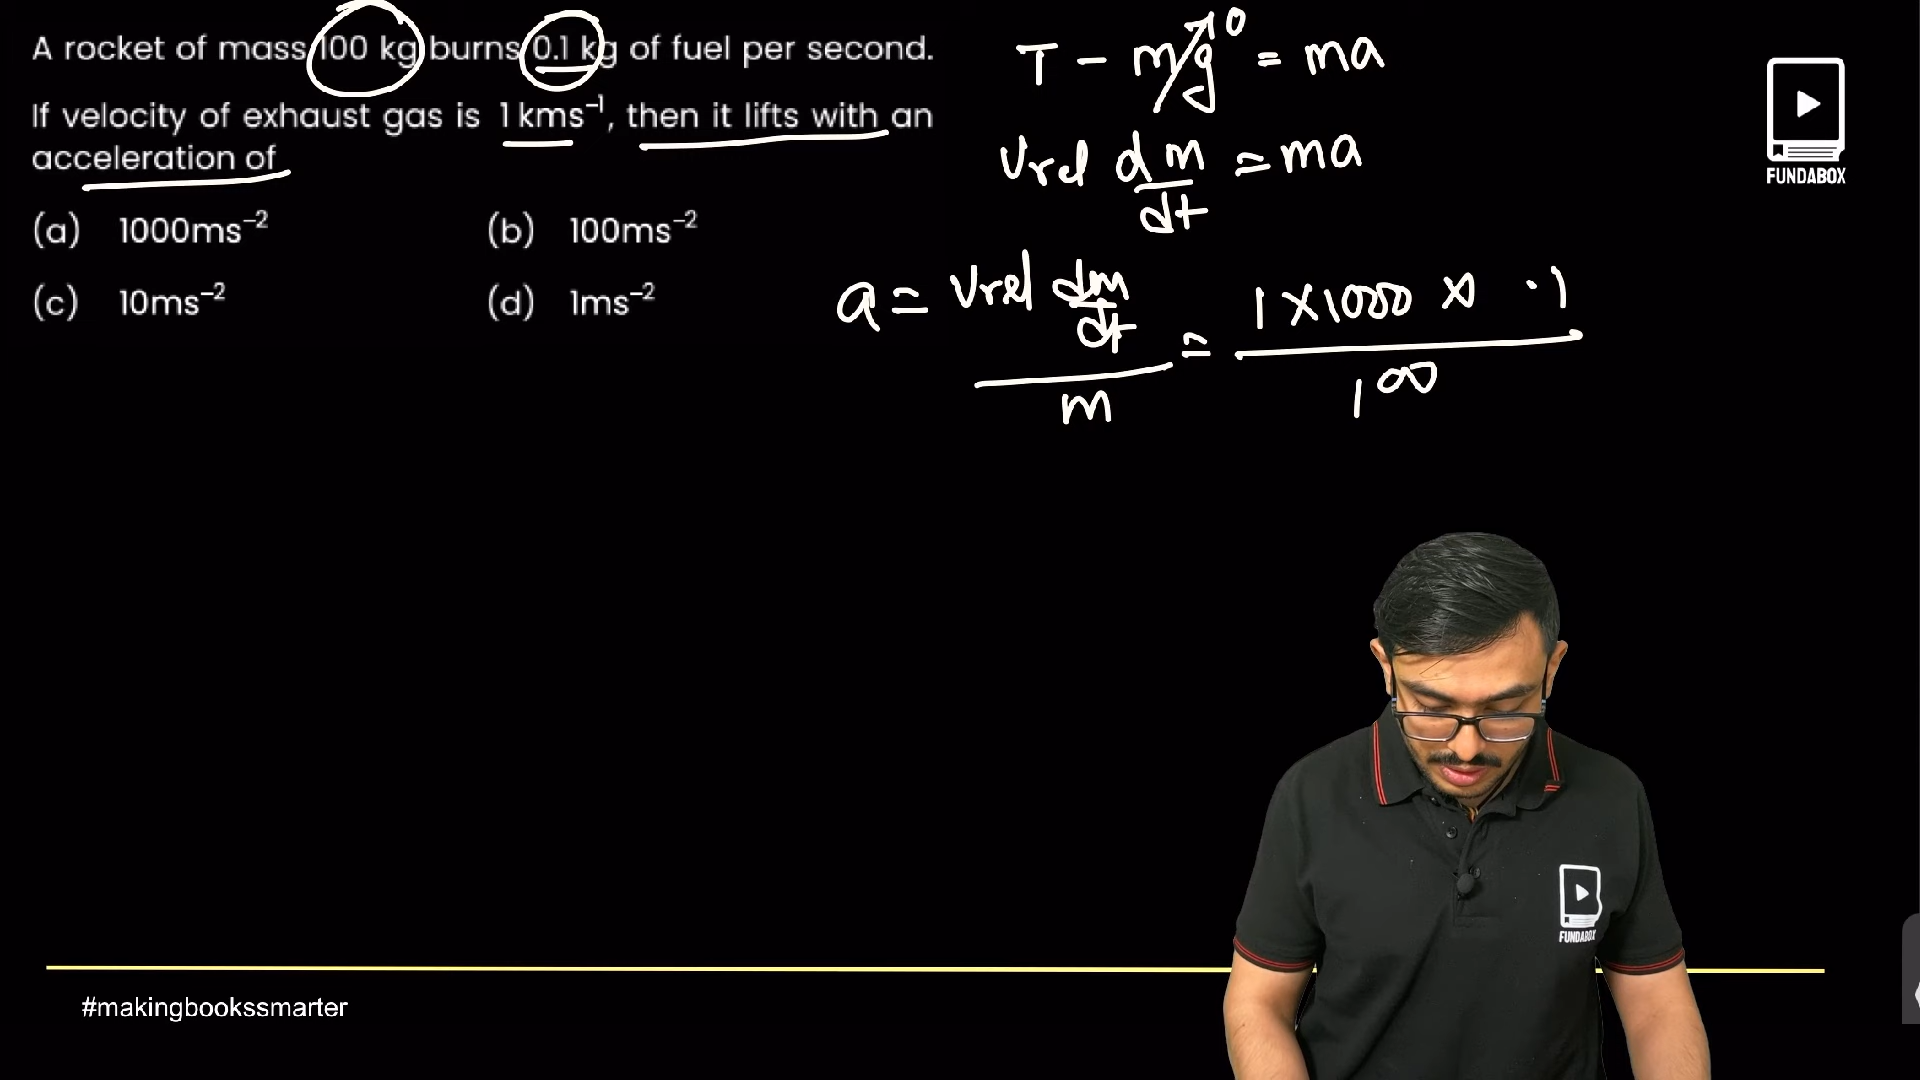 A rocket of mass 100 kg burns 0.1 kg of fuel per second.
If velocity of exhaust gas is 1 kms⁻¹, then it lifts with an
acceleration of
(a) 1000ms⁻²
(b) 100ms⁻²
(c) 10ms⁻²
(d) 1ms⁻²
T - mg = ma
0
Vrel dm/dt = ma
a = Vrel dm/dt / m = 1 × 1000 × .1 / 100
FUNDABOX
FUNDABOX
#makingbookssmarter